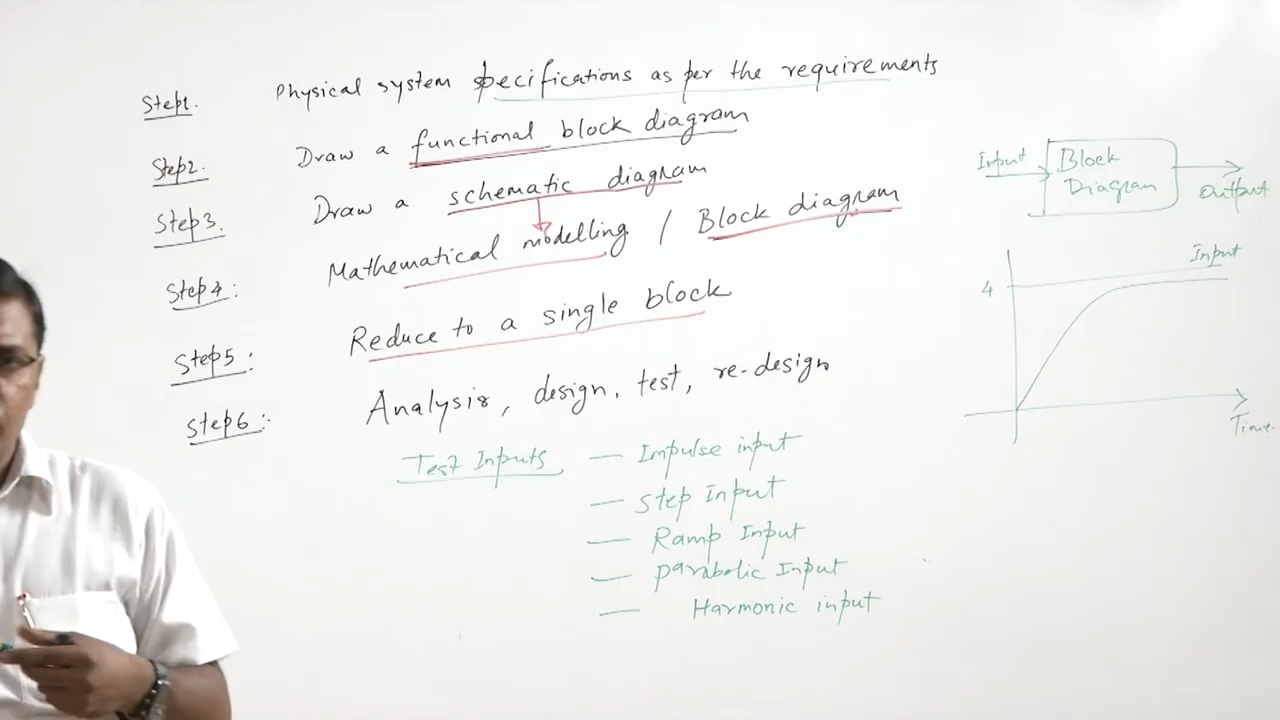 Step1. Physical system specifications as per the requirements
Step2. Draw a functional block diagram
Step3. Draw a schematic diagram
Step4: Mathematical modelling / Block diagram
Step5: Reduce to a single block
Step6: Analysis, design, test, re-design
Test Inputs — Impulse input
— Step Input
— Ramp Input
— Parabolic Input
— Harmonic input
Input
Block
Diagram
Output
Input
4
Time.